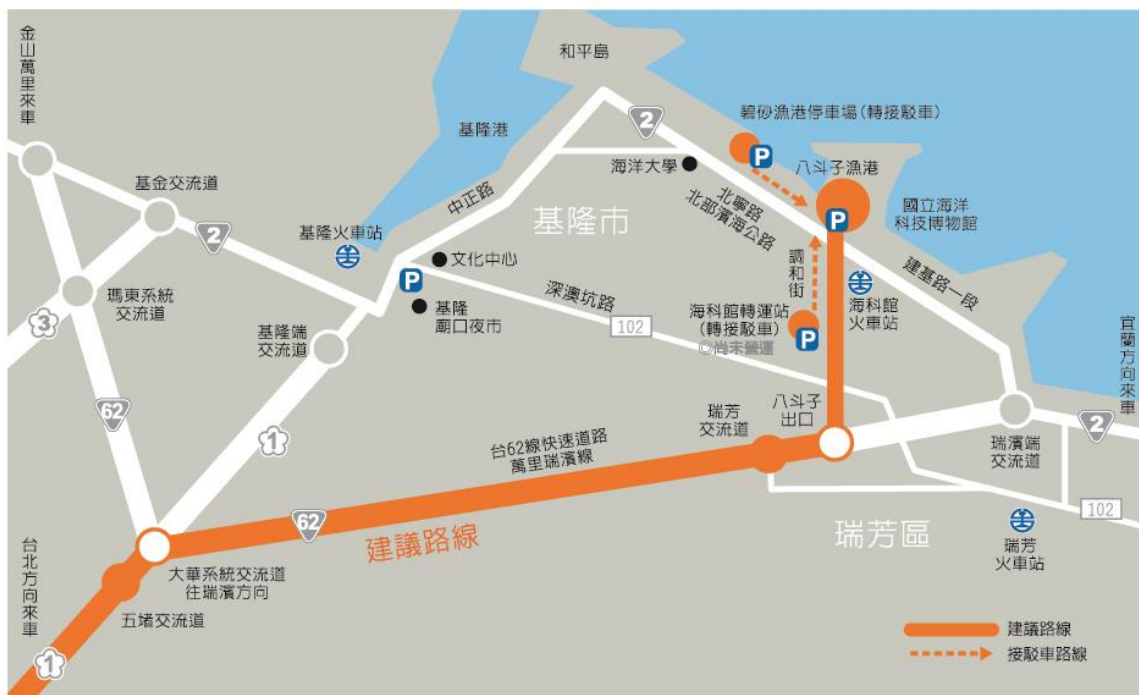 金山萬里來車
和平島
2
碧砂漁港停車場(轉接駁車)
P
基隆港
八斗子漁港
海洋大學
基金交流道
中正路
北寧路
北部濱海公路
國立海洋
科技博物館
P
2
基隆火車站
基隆市
文化中心
調和街
建基路一段
P
深澳坑路
瑪東系統
交流道
基隆
廟口夜市
海科館
火車站
海科館轉運站
(轉接駁車)
P
◎尚未營運
3
102
基隆端
交流道
宜蘭方向來車
62
瑞芳
交流道
八斗子
出口
2
1
台62線快速道路
萬里瑞濱線
瑞濱端
交流道
102
62
建議路線
瑞芳區
瑞芳
火車站
台北方向來車
大華系統交流道
往瑞濱方向
五堵交流道
1
建議路線
接駁車路線